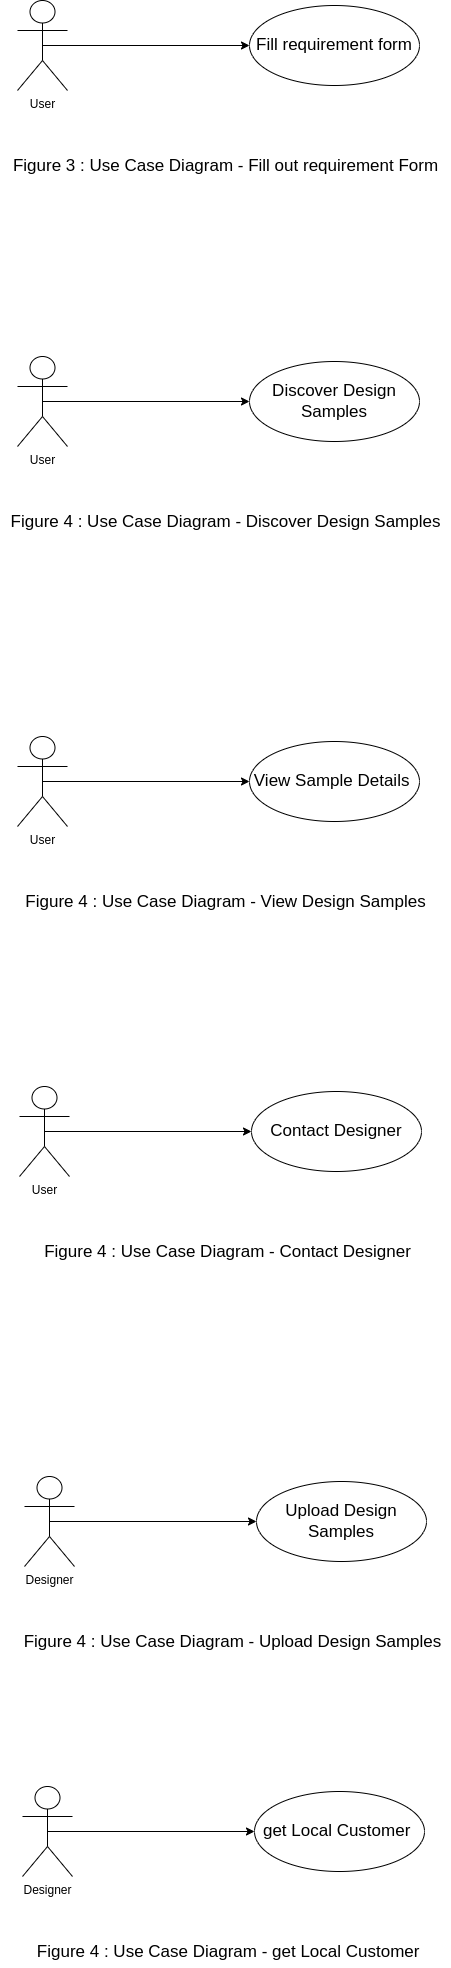 Fill requirement form
User
Figure 3 : Use Case Diagram - Fill out requirement Form
Discover Design
Samples
User
Figure 4 : Use Case Diagram - Discover Design Samples
View Sample Details
User
Figure 4 : Use Case Diagram - View Design Samples
Contact Designer
User
Figure 4 : Use Case Diagram - Contact Designer
Upload Design
Samples
Designer
Figure 4 : Use Case Diagram - Upload Design Samples
get Local Customer
Designer
Figure 4 : Use Case Diagram - get Local Customer